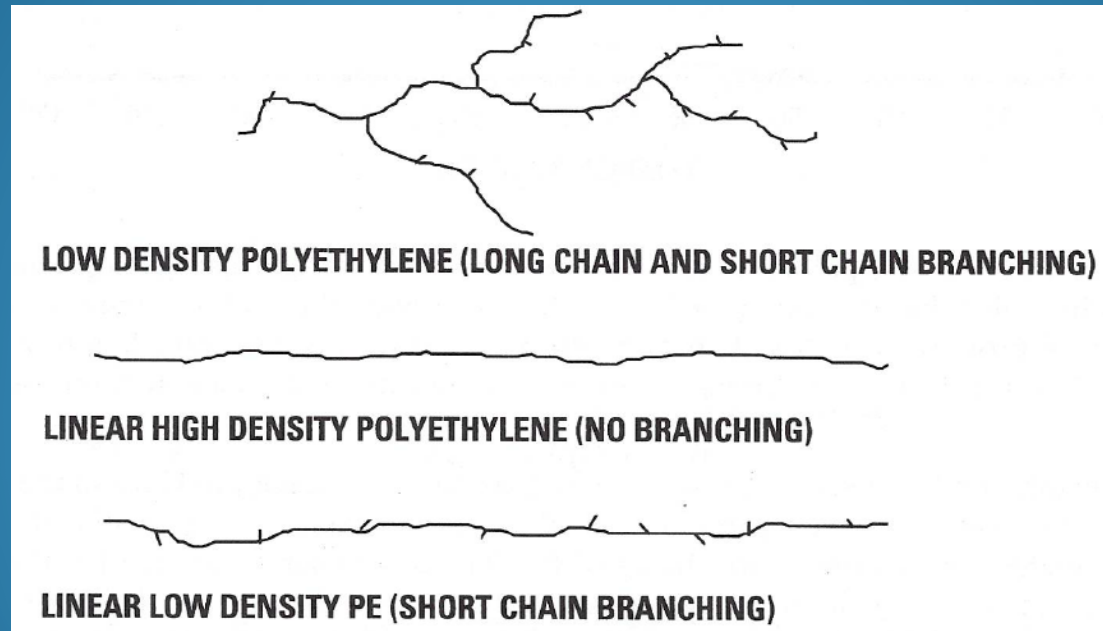 LOW DENSITY POLYETHYLENE (LONG CHAIN AND SHORT CHAIN BRANCHING)
LINEAR HIGH DENSITY POLYETHYLENE (NO BRANCHING)
LINEAR LOW DENSITY PE (SHORT CHAIN BRANCHING)